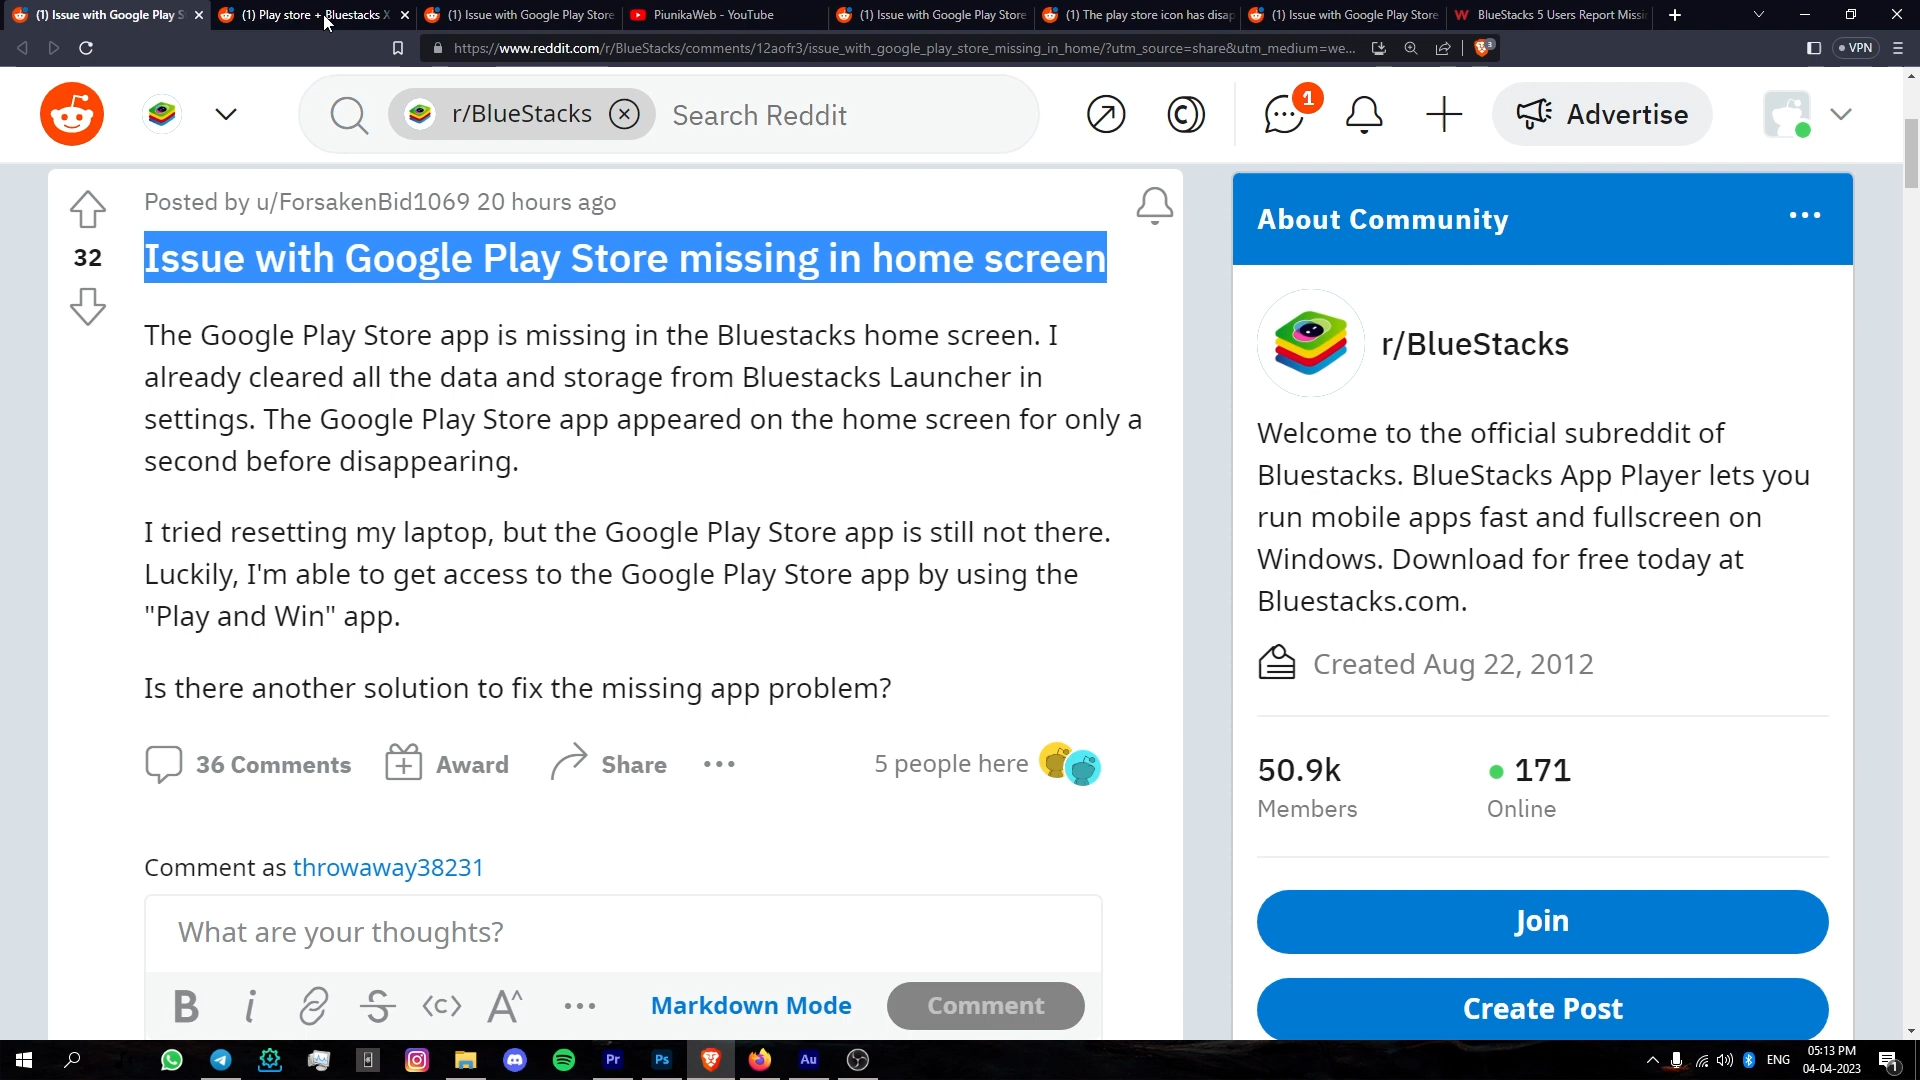 (1) Issue with Google Play S
(1) Play store + Bluestacks X
(1) Issue with Google Play Store
PiunikaWeb - YouTube
(1) Issue with Google Play Store
(1) The play store icon has disap
(1) Issue with Google Play Store
BlueStacks 5 Users Report Missin
https://www.reddit.com/r/BlueStacks/comments/12aofr3/issue_with_google_play_store_missing_in_home/?utm_source=share&utm_medium=we...
3
VPN
r/BlueStacks
Search Reddit
1
Advertise
Posted by u/ForsakenBid1069 20 hours ago
32
Issue with Google Play Store missing in home screen
The Google Play Store app is missing in the Bluestacks home screen. I
already cleared all the data and storage from Bluestacks Launcher in
settings. The Google Play Store app appeared on the home screen for only a
second before disappearing.
I tried resetting my laptop, but the Google Play Store app is still not there.
Luckily, I'm able to get access to the Google Play Store app by using the
"Play and Win" app.
Is there another solution to fix the missing app problem?
36 Comments
Award
Share
5 people here
Comment as throwaway38231
What are your thoughts?
Markdown Mode
Comment
About Community
r/BlueStacks
Welcome to the official subreddit of
Bluestacks. BlueStacks App Player lets you
run mobile apps fast and fullscreen on
Windows. Download for free today at
Bluestacks.com.
Created Aug 22, 2012
50.9k
Members
171
Online
Join
Create Post
Pr
Ps
Au
ENG
05:13 PM
04-04-2023
1